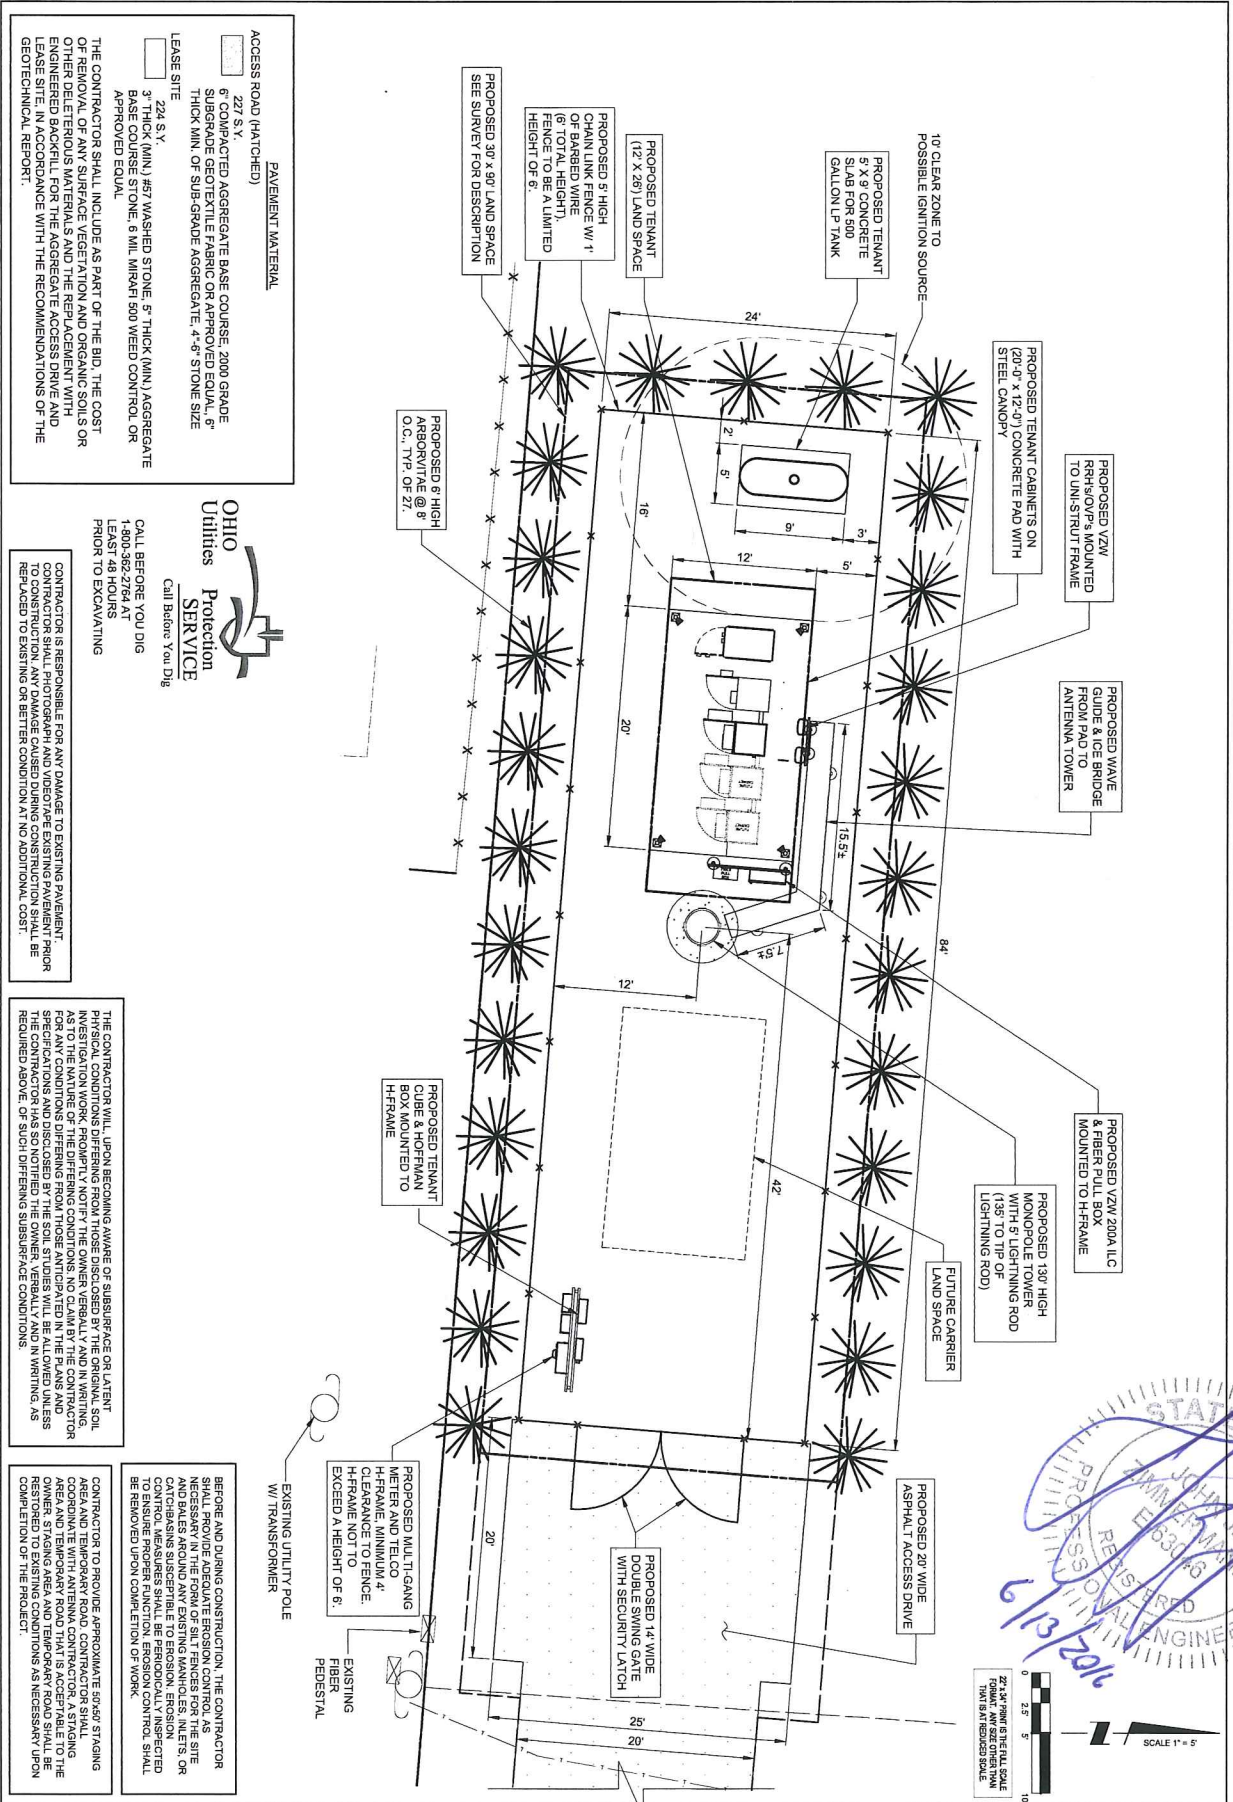 PAVEMENT MATERIAL
ACCESS ROAD (HATCHED)
227 S.Y.
6" COMPACTED AGGREGATE BASE COURSE, 2000 GRADE
SUBGRADE GEOTEXTILE FABRIC OR APPROVED EQUAL, 6"
THICK MIN. OF SUB-GRADE AGGREGATE, 4"-6" STONE SIZE
LEASE SITE
224 S.Y.
3" THICK (MIN.) #57 WASHED STONE, 5" THICK (MIN.) AGGREGATE
BASE COURSE STONE, 6 MIL MIRAFI 500 WEED CONTROL, OR
APPROVED EQUAL
THE CONTRACTOR SHALL INCLUDE AS PART OF THE BID, THE COST
OF REMOVAL OF ANY SURFACE VEGETATION AND ORGANIC SOILS OR
OTHER DELETERIOUS MATERIALS AND THE REPLACEMENT WITH
ENGINEERED BACKFILL FOR THE AGGREGATE ACCESS DRIVE AND
LEASE SITE, IN ACCORDANCE WITH THE RECOMMENDATIONS OF THE
GEOTECHNICAL REPORT.
10' CLEAR ZONE TO
POSSIBLE IGNITION SOURCE
PROPOSED TENANT
5' X 9' CONCRETE
SLAB FOR 500
GALLON LP TANK
PROPOSED TENANT
(12' X 26') LAND SPACE
PROPOSED 5' HIGH
CHAIN LINK FENCE W/ 1'
OF BARBED WIRE
(6' TOTAL HEIGHT).
FENCE TO BE A LIMITED
HEIGHT OF 6'.
PROPOSED 30' x 90' LAND SPACE
SEE SURVEY FOR DESCRIPTION
PROPOSED TENANT CABINETS ON
(20'-0" x 12'-0") CONCRETE PAD WITH
STEEL CANOPY
PROPOSED VZW
RRH's/OVP's MOUNTED
TO UNI-STRUT FRAME
PROPOSED WAVE
GUIDE & ICE BRIDGE
FROM PAD TO
ANTENNA TOWER
PROPOSED VZW 200A ILC
& FIBER PULL BOX
MOUNTED TO H-FRAME
PROPOSED 130' HIGH
MONOPOLE TOWER
WITH 5' LIGHTNING ROD
(135' TO TIP OF
LIGHTNING ROD)
FUTURE CARRIER
LAND SPACE
PROPOSED 20' WIDE
ASPHALT ACCESS DRIVE
PROPOSED 14' WIDE
DOUBLE SWING GATE
WITH SECURITY LATCH
PROPOSED 6' HIGH
ARBORVITAE @ 8'
O.C., TYP. OF 27.
PROPOSED TENANT
CUBE & HOFFMAN
BOX MOUNTED TO
H-FRAME
PROPOSED MULTI-GANG
METER AND TELCO
H-FRAME, MINIMUM 4'
CLEARANCE TO FENCE.
H-FRAME NOT TO
EXCEED A HEIGHT OF 6'.
EXISTING UTILITY POLE
W/ TRANSFORMER
EXISTING
FIBER
PEDESTAL
24'
84'
2'
5'
9'
3'
16'
12'
5'
20'
15.5'±
7.5'±
12'
42'
20'
25'
20'
OHIO
Utilities Protection
SERVICE
Call Before You Dig
CALL BEFORE YOU DIG
1-800-362-2764 AT
LEAST 48 HOURS
PRIOR TO EXCAVATING
CONTRACTOR IS RESPONSIBLE FOR ANY DAMAGE TO EXISTING PAVEMENT.
CONTRACTOR SHALL PHOTOGRAPH AND VIDEOTAPE EXISTING PAVEMENT PRIOR
TO CONSTRUCTION. ANY DAMAGE CAUSED DURING CONSTRUCTION SHALL BE
REPLACED TO EXISTING OR BETTER CONDITION AT NO ADDITIONAL COST.
THE CONTRACTOR WILL, UPON BECOMING AWARE OF SUBSURFACE OR LATENT
PHYSICAL CONDITIONS DIFFERING FROM THOSE DISCLOSED BY THE ORIGINAL SOIL
INVESTIGATION WORK, PROMPTLY NOTIFY THE OWNER VERBALLY AND IN WRITING,
AS TO THE NATURE OF THE DIFFERING CONDITIONS. NO CLAIM BY THE CONTRACTOR
FOR ANY CONDITIONS DIFFERING FROM THOSE ANTICIPATED IN THE PLANS AND
SPECIFICATIONS AND DISCLOSED BY THE SOIL STUDIES WILL BE ALLOWED UNLESS
THE CONTRACTOR HAS SO NOTIFIED THE OWNER, VERBALLY AND IN WRITING, AS
REQUIRED ABOVE, OF SUCH DIFFERING SUBSURFACE CONDITIONS.
BEFORE AND DURING CONSTRUCTION, THE CONTRACTOR
SHALL PROVIDE ADEQUATE EROSION CONTROL AS
NECESSARY IN THE FORM OF SILT FENCES FOR THE SITE
AND BALES AROUND ANY EXISTING MANHOLES, INLETS, OR
CATCHBASINS SUSCEPTIBLE TO EROSION. EROSION
CONTROL MEASURES SHALL BE PERIODICALLY INSPECTED
TO ENSURE PROPER FUNCTION. EROSION CONTROL SHALL
BE REMOVED UPON COMPLETION OF WORK.
CONTRACTOR TO PROVIDE APPROXIMATE 50'x50' STAGING
AREA AND TEMPORARY ROAD. CONTRACTOR SHALL
COORDINATE WITH ANTENNA CONTRACTOR, A STAGING
AREA AND TEMPORARY ROAD THAT IS ACCEPTABLE TO THE
OWNER. STAGING AREA AND TEMPORARY ROAD SHALL BE
RESTORED TO EXISTING CONDITIONS AS NECESSARY UPON
COMPLETION OF THE PROJECT.
ZIMMERMAN
REGISTERED
6/13/2016
SCALE 1" = 5'
0 2.5' 5' 10
22"x 34" PRINT IS THE FULL SCALE
FORMAT. ANY SIZE OTHER THAN
THAT IS AT REDUCED SCALE.